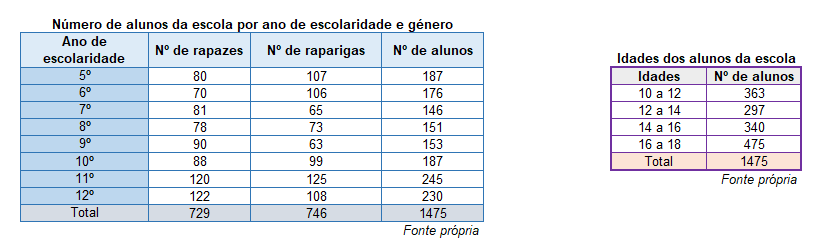 Número de alunos da escola por ano de escolaridade e género
Ano de escolaridade Nº de rapazes Nº de raparigas Nº de alunos
5º 80 107 187
6º 70 106 176
7º 81 65 146
8º 78 73 151
9º 90 63 153
10º 88 99 187
11º 120 125 245
12º 122 108 230
Total 729 746 1475
Fonte própria
Idades dos alunos da escola
Idades Nº de alunos
10 a 12 363
12 a 14 297
14 a 16 340
16 a 18 475
Total 1475
Fonte própria